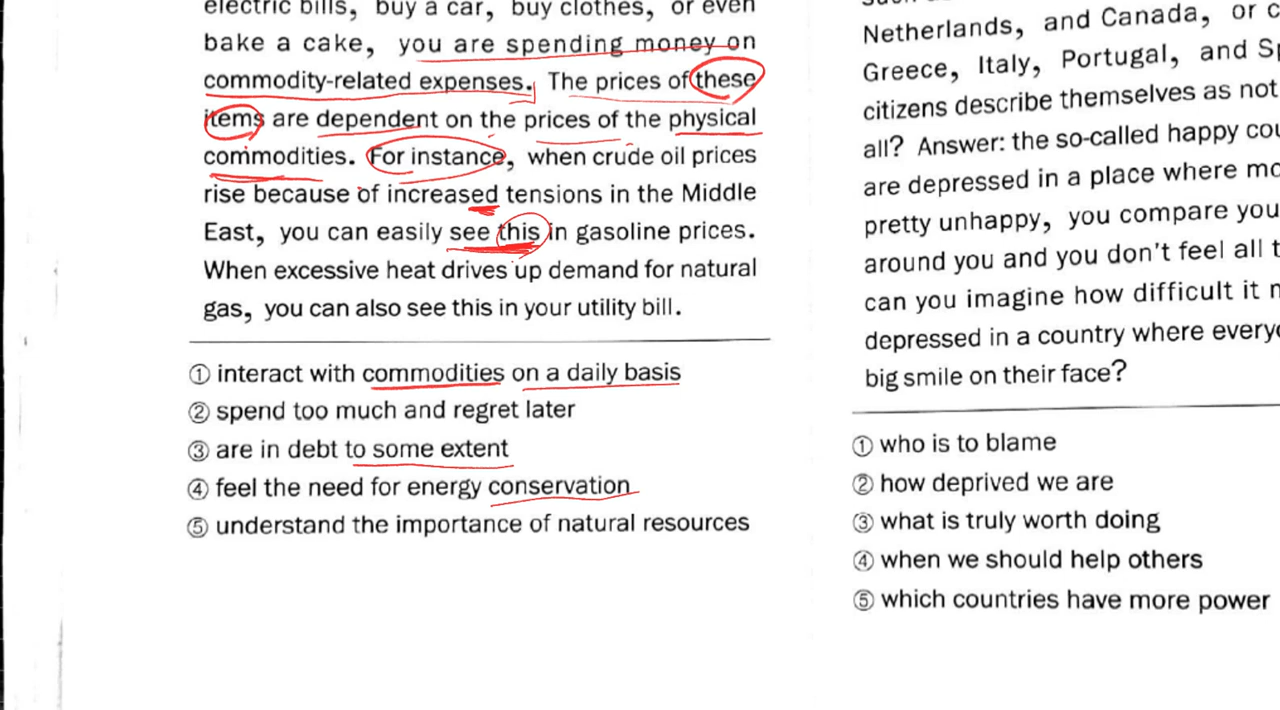 electric bills, buy a car, buy clothes, or even
bake a cake, you are spending money on
commodity-related expenses. The prices of these
items are dependent on the prices of the physical
commodities. For instance, when crude oil prices
rise because of increased tensions in the Middle
East, you can easily see this in gasoline prices.
When excessive heat drives up demand for natural
gas, you can also see this in your utility bill.
① interact with commodities on a daily basis
② spend too much and regret later
③ are in debt to some extent
④ feel the need for energy conservation
⑤ understand the importance of natural resources
Netherlands, and Canada, or
Greece, Italy, Portugal, and
citizens describe themselves as not
all? Answer: the so-called happy
are depressed in a place where
pretty unhappy, you compare
around you and you don't feel all
can you imagine how difficult it
depressed in a country where
big smile on their face?
① who is to blame
② how deprived we are
③ what is truly worth doing
④ when we should help others
⑤ which countries have more power